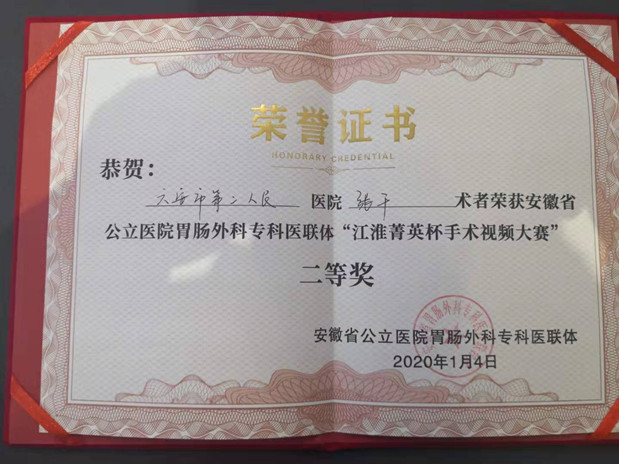 荣誉证书
HONORARY CREDENTIAL
恭贺：
六安市第二人民 医院 张干 术者荣获安徽省
公立医院胃肠外科专科医联体“江淮菁英杯手术视频大赛”
二等奖
安徽省公立医院胃肠外科专科医联体
2020年1月4日